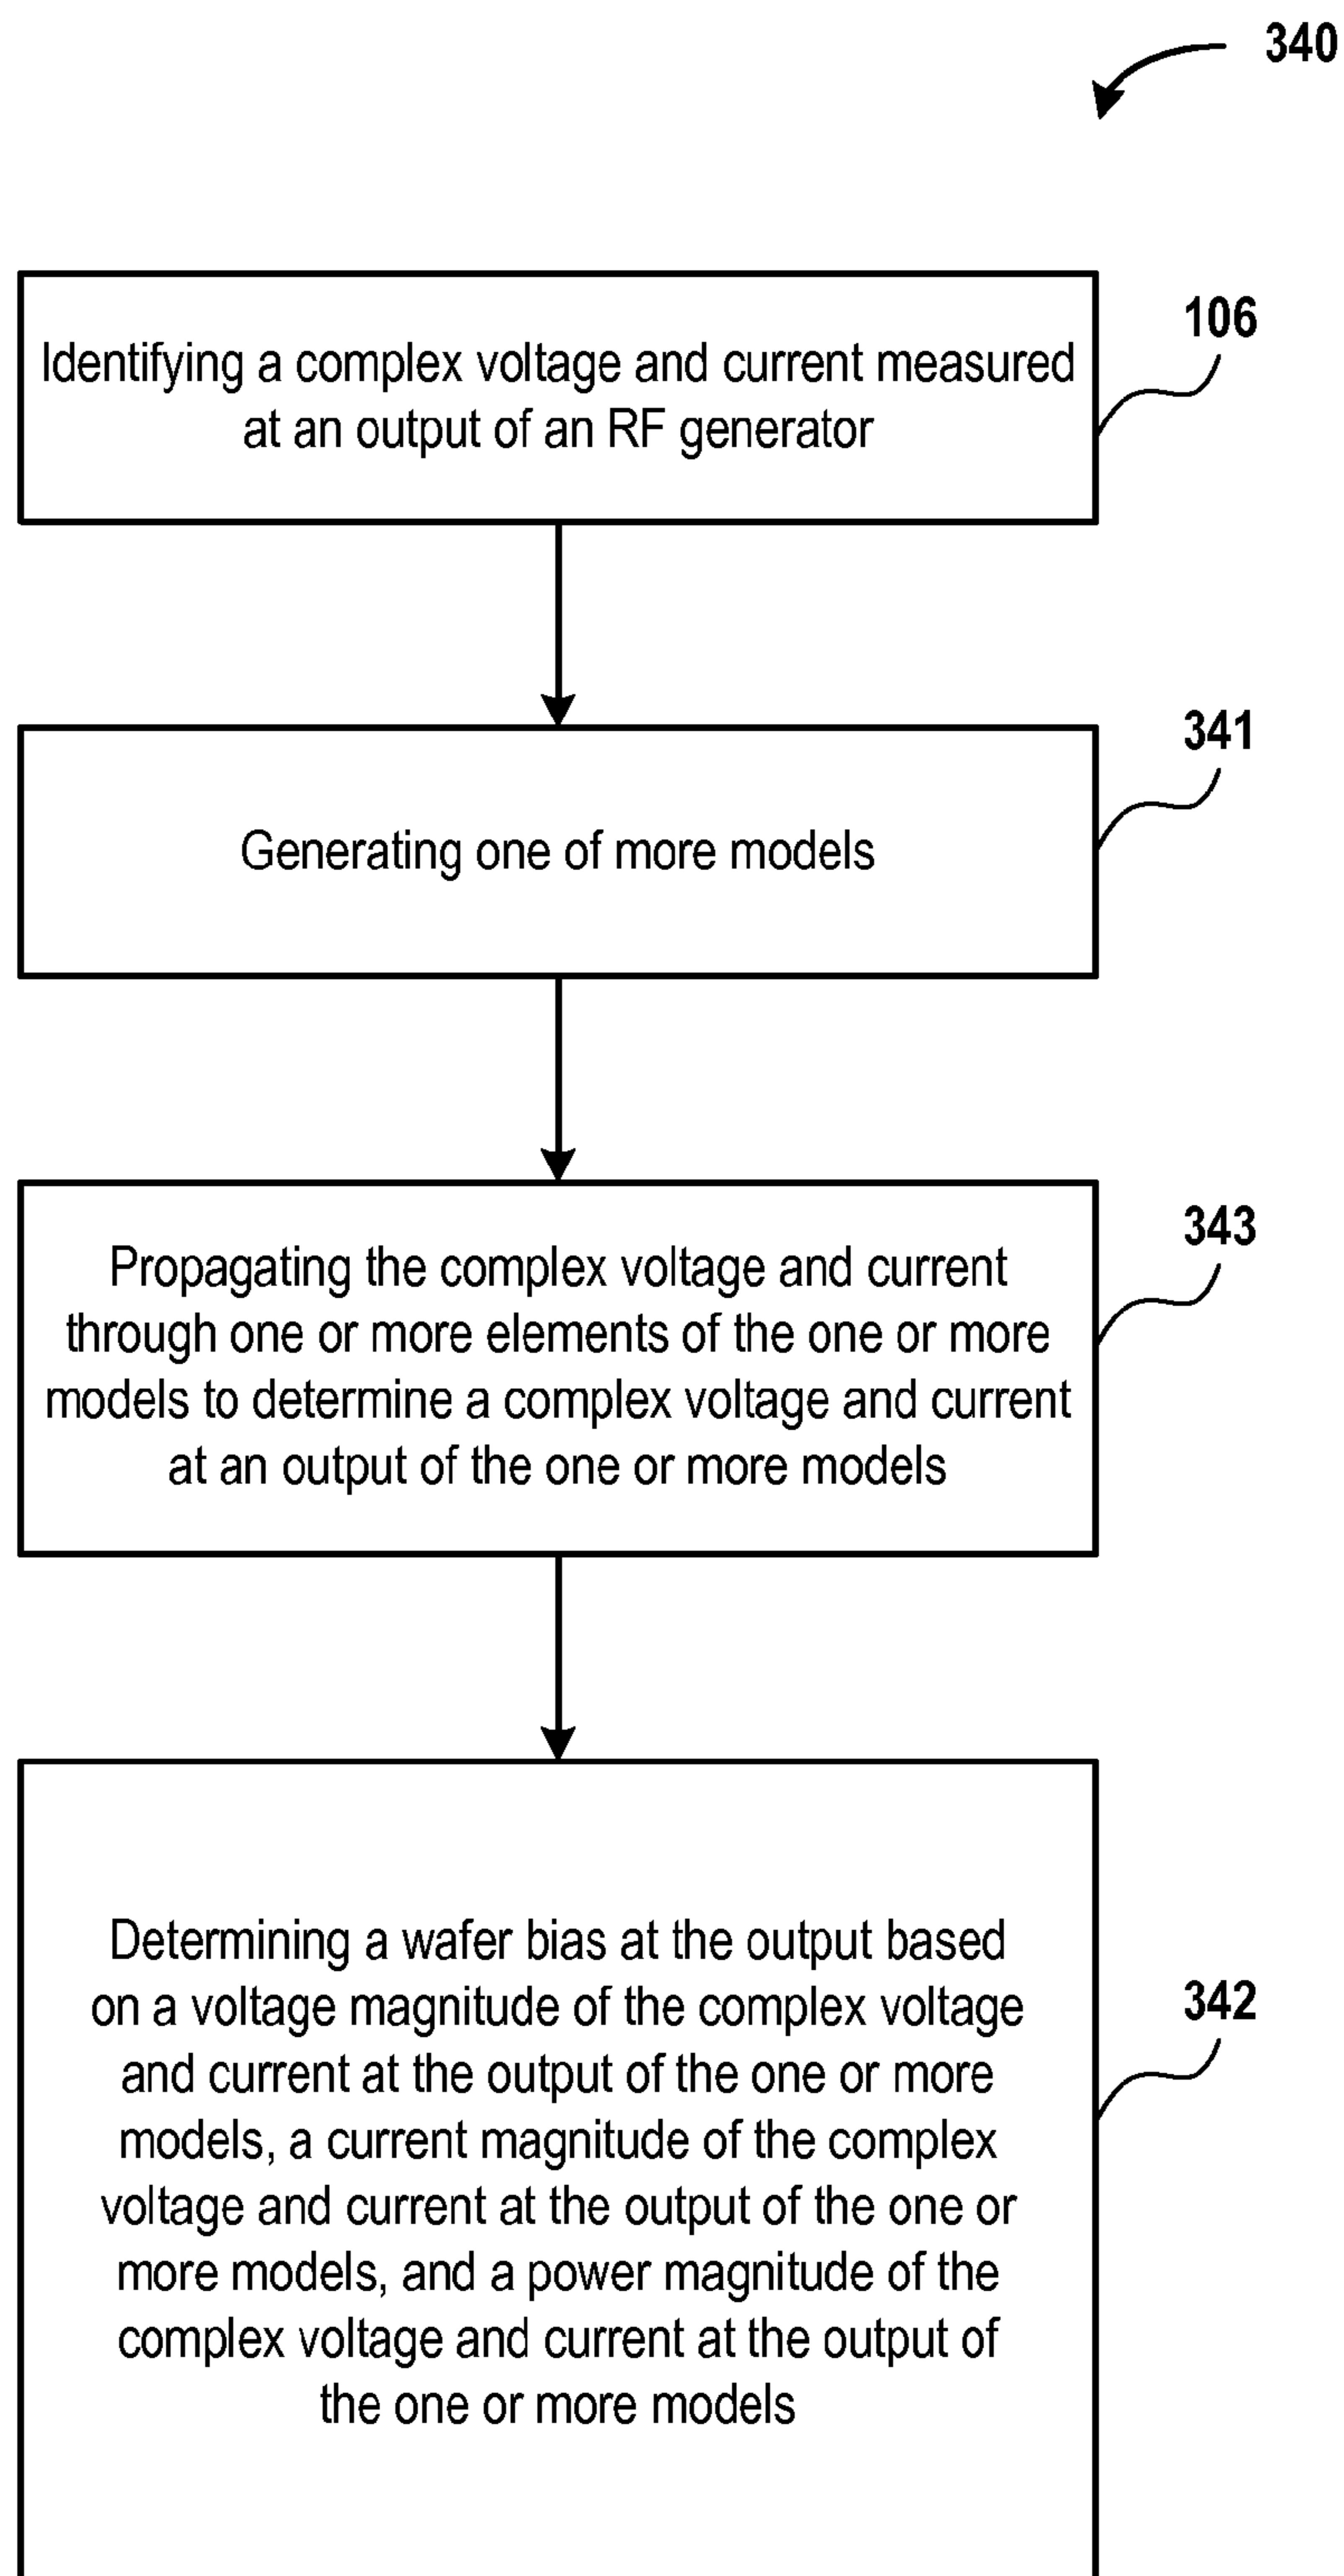 340
Identifying a complex voltage and current measured
at an output of an RF generator
106
Generating one of more models
341
Propagating the complex voltage and current
through one or more elements of the one or more
models to determine a complex voltage and current
at an output of the one or more models
343
Determining a wafer bias at the output based
on a voltage magnitude of the complex voltage
and current at the output of the one or more
models, a current magnitude of the complex
voltage and current at the output of the one or
more models, and a power magnitude of the
complex voltage and current at the output of
the one or more models
342